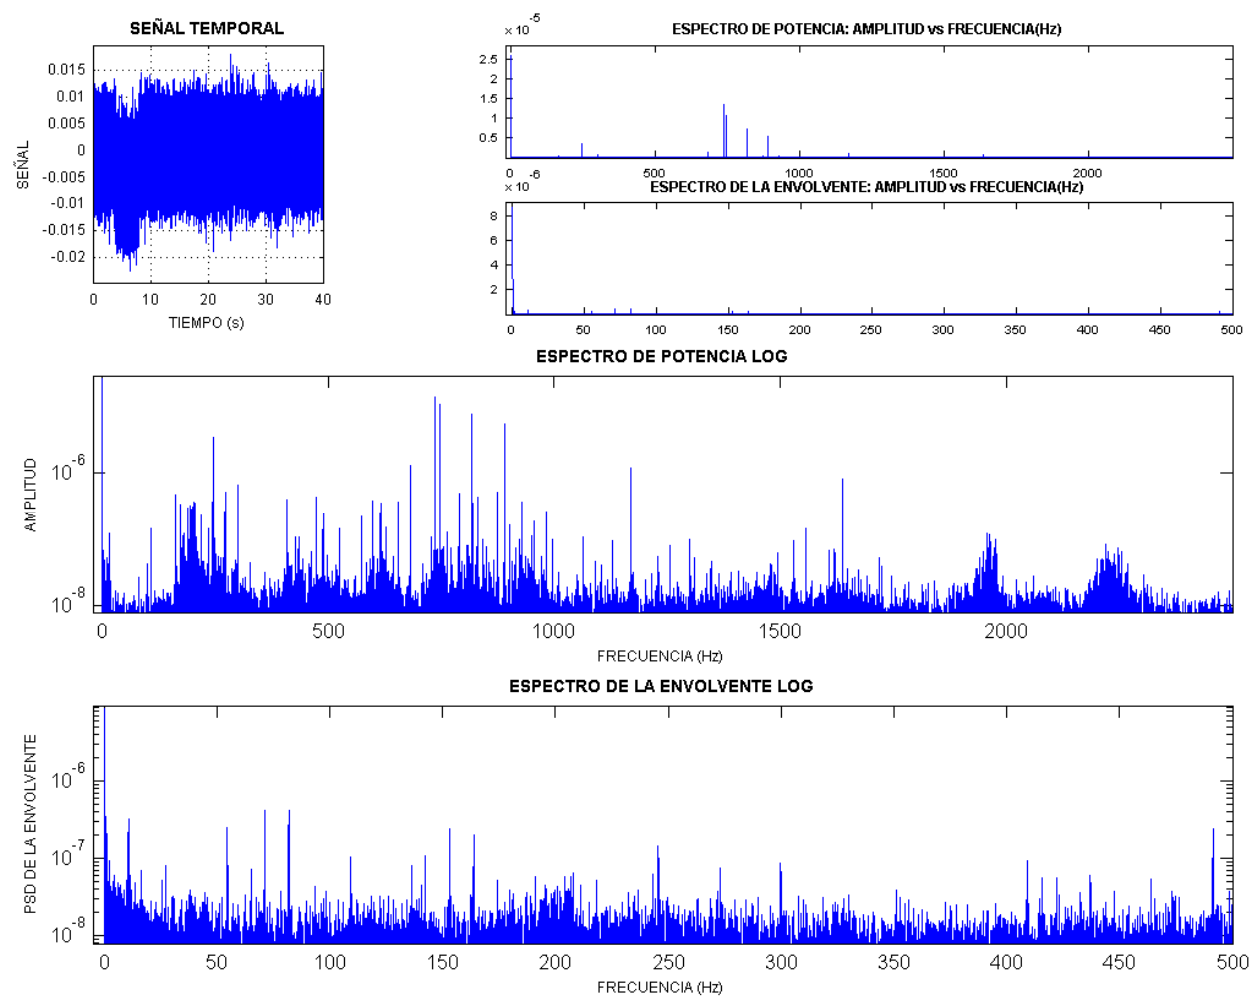 SEÑAL TEMPORAL
0.015
0.01
0.005
0
-0.005
-0.01
-0.015
-0.02
SEÑAL
0 10 20 30 40
TIEMPO (s)
× 10 -5
ESPECTRO DE POTENCIA: AMPLITUD vs FRECUENCIA(Hz)
2.5
2
1.5
1
0.5
0 500 1000 1500 2000
× 10 -6
ESPECTRO DE LA ENVOLVENTE: AMPLITUD vs FRECUENCIA(Hz)
8
6
4
2
0 50 100 150 200 250 300 350 400 450 500
ESPECTRO DE POTENCIA LOG
AMPLITUD
10-6
10-8
0 500 1000 1500 2000
FRECUENCIA (Hz)
ESPECTRO DE LA ENVOLVENTE LOG
PSD DE LA ENVOLVENTE
10-6
10-7
10-8
0 50 100 150 200 250 300 350 400 450 500
FRECUENCIA (Hz)